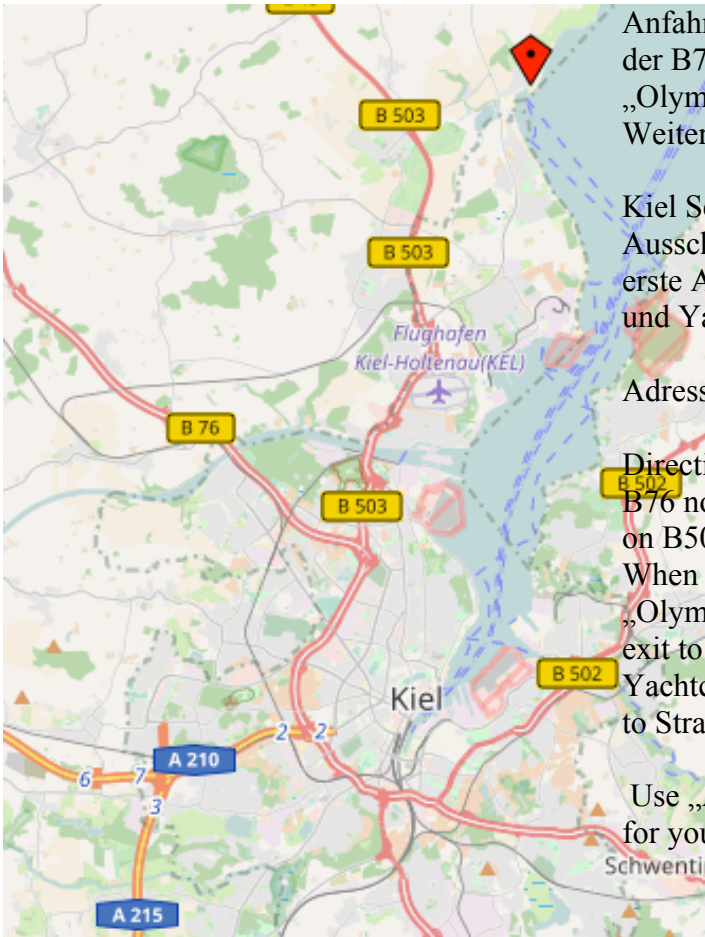 B 503
B 503
Flughafen
Kiel-Holtenau(KEL)
B 76
B 503
B 502
B 502
Kiel
2
2
A 210
6
7
3
A 215
Schwenti
Anfahr
der B7
„Olym
Weiter
Kiel Sc
Aussch
erste A
und Ya
Adress
Directi
B76 no
on B50
When
„Olym
exit to
Yachtc
to Stra
Use „
for you